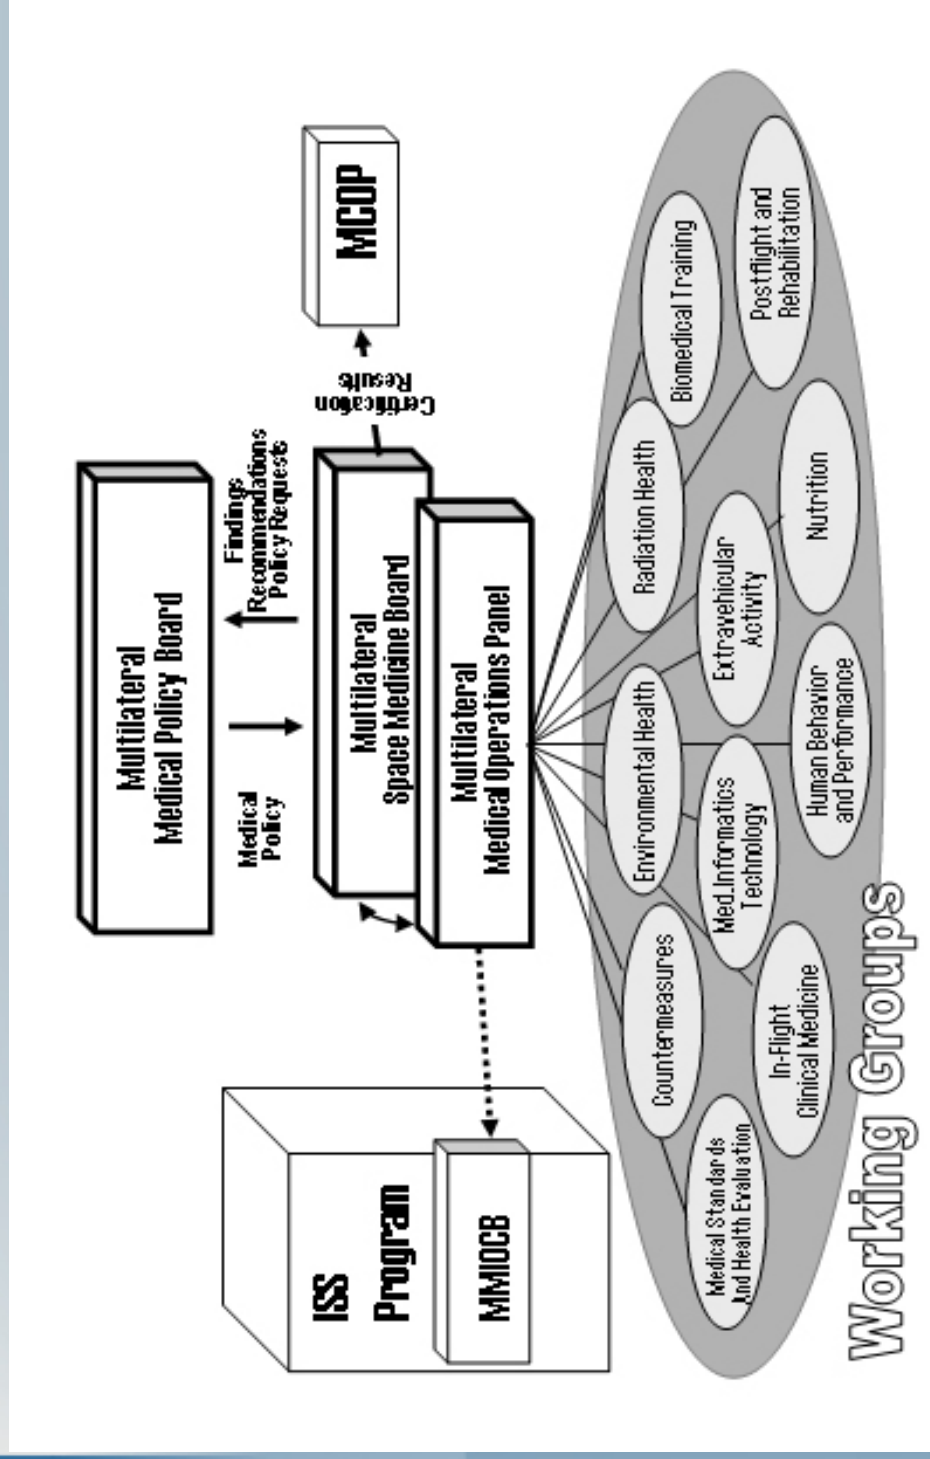 Multilateral
Medical Policy Board
Medical
Policy
Findings
Recommendations
Policy Requests
Multilateral
Space Medicine Board
Multilateral
Medical Operations Panel
Certification
Results
MCOP
ISS
Program
MMIOCB
Medical Standards
And Health Evaluation
Countermeasures
In-Flight
Clinical Medicine
Environmental Health
Med.Informatics
Technology
Human Behavior
and Performance
Radiation Health
Extravehicular
Activity
Nutrition
Biomedical Training
Postflight and
Rehabilitation
Working Groups